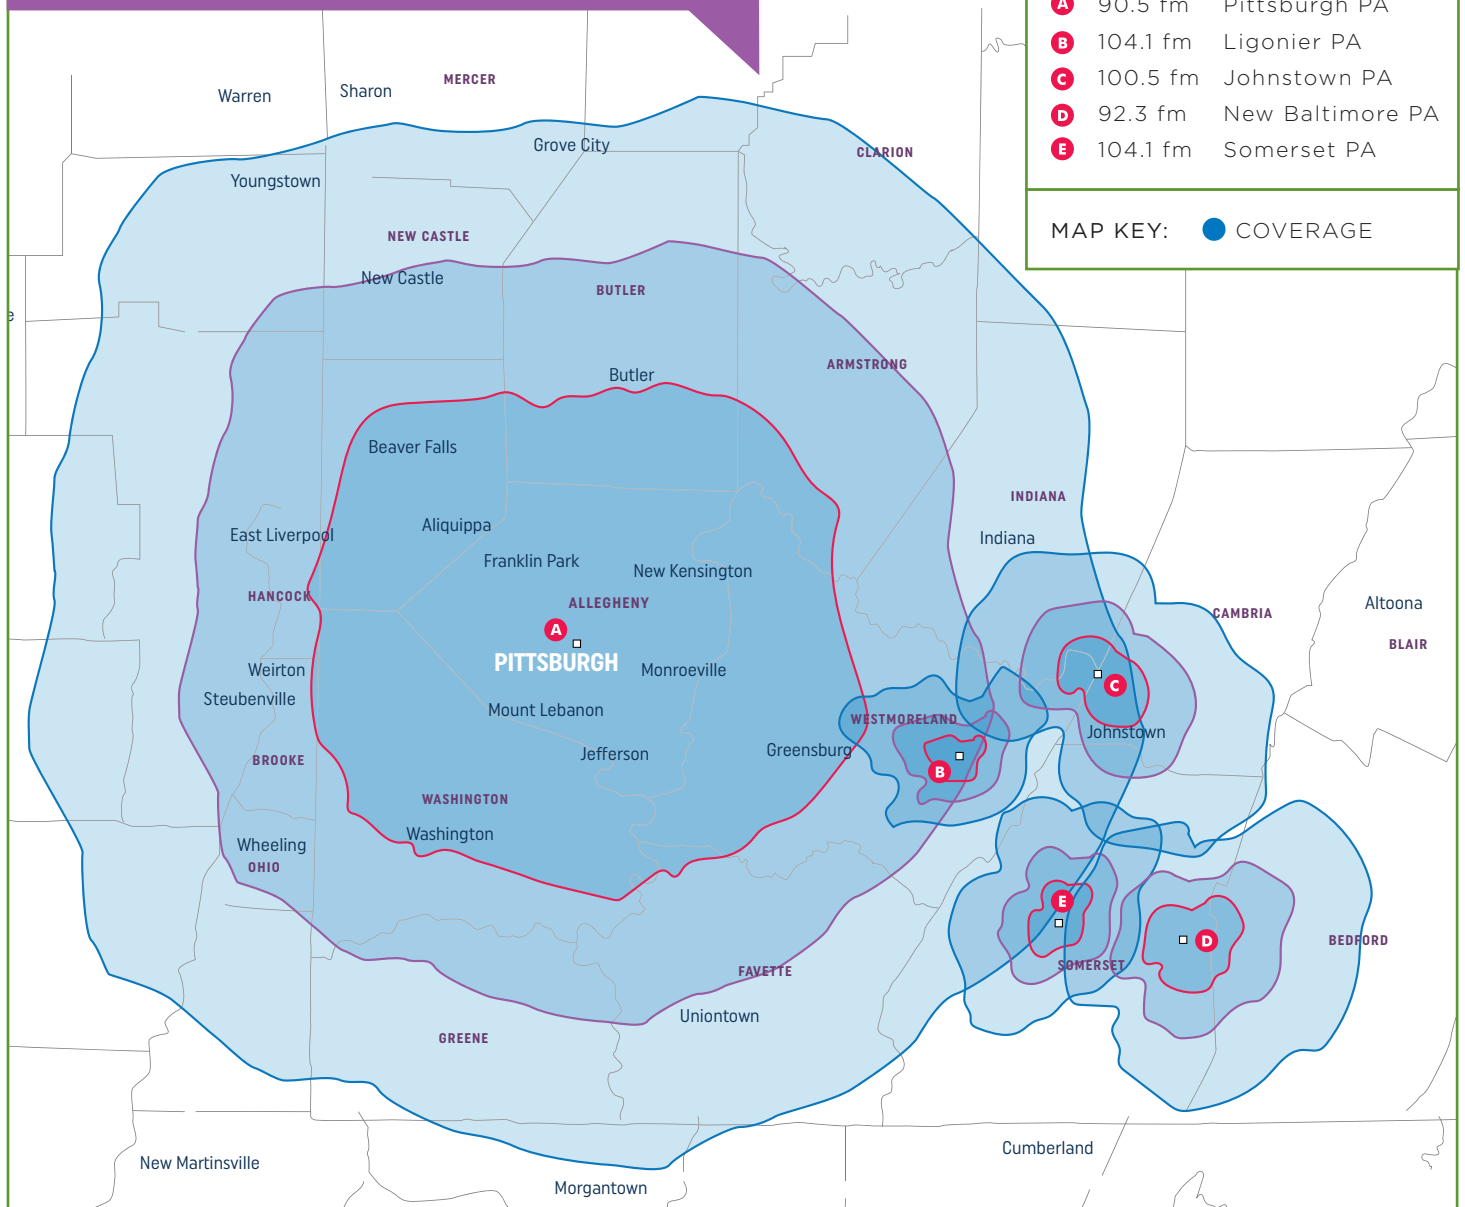 A 90.5 fm Pittsburgh PA
B 104.1 fm Ligonier PA
C 100.5 fm Johnstown PA
D 92.3 fm New Baltimore PA
E 104.1 fm Somerset PA
MAP KEY: COVERAGE
MERCER
Sharon
Warren
Grove City
CLARION
Youngstown
NEW CASTLE
New Castle
BUTLER
e
ARMSTRONG
Butler
Beaver Falls
INDIANA
Aliquippa
East Liverpool
Indiana
Franklin Park
New Kensington
HANCOCK
ALLEGHENY
Altoona
CAMBRIA
A
BLAIR
PITTSBURGH
Weirton
Monroeville
C
Steubenville
Mount Lebanon
WESTMORELAND
Johnstown
Jefferson
Greensburg
BROOKE
B
WASHINGTON
Washington
Wheeling
OHIO
E
D
BEDFORD
SOMERSET
FAVETTE
Uniontown
GREENE
Cumberland
New Martinsville
Morgantown